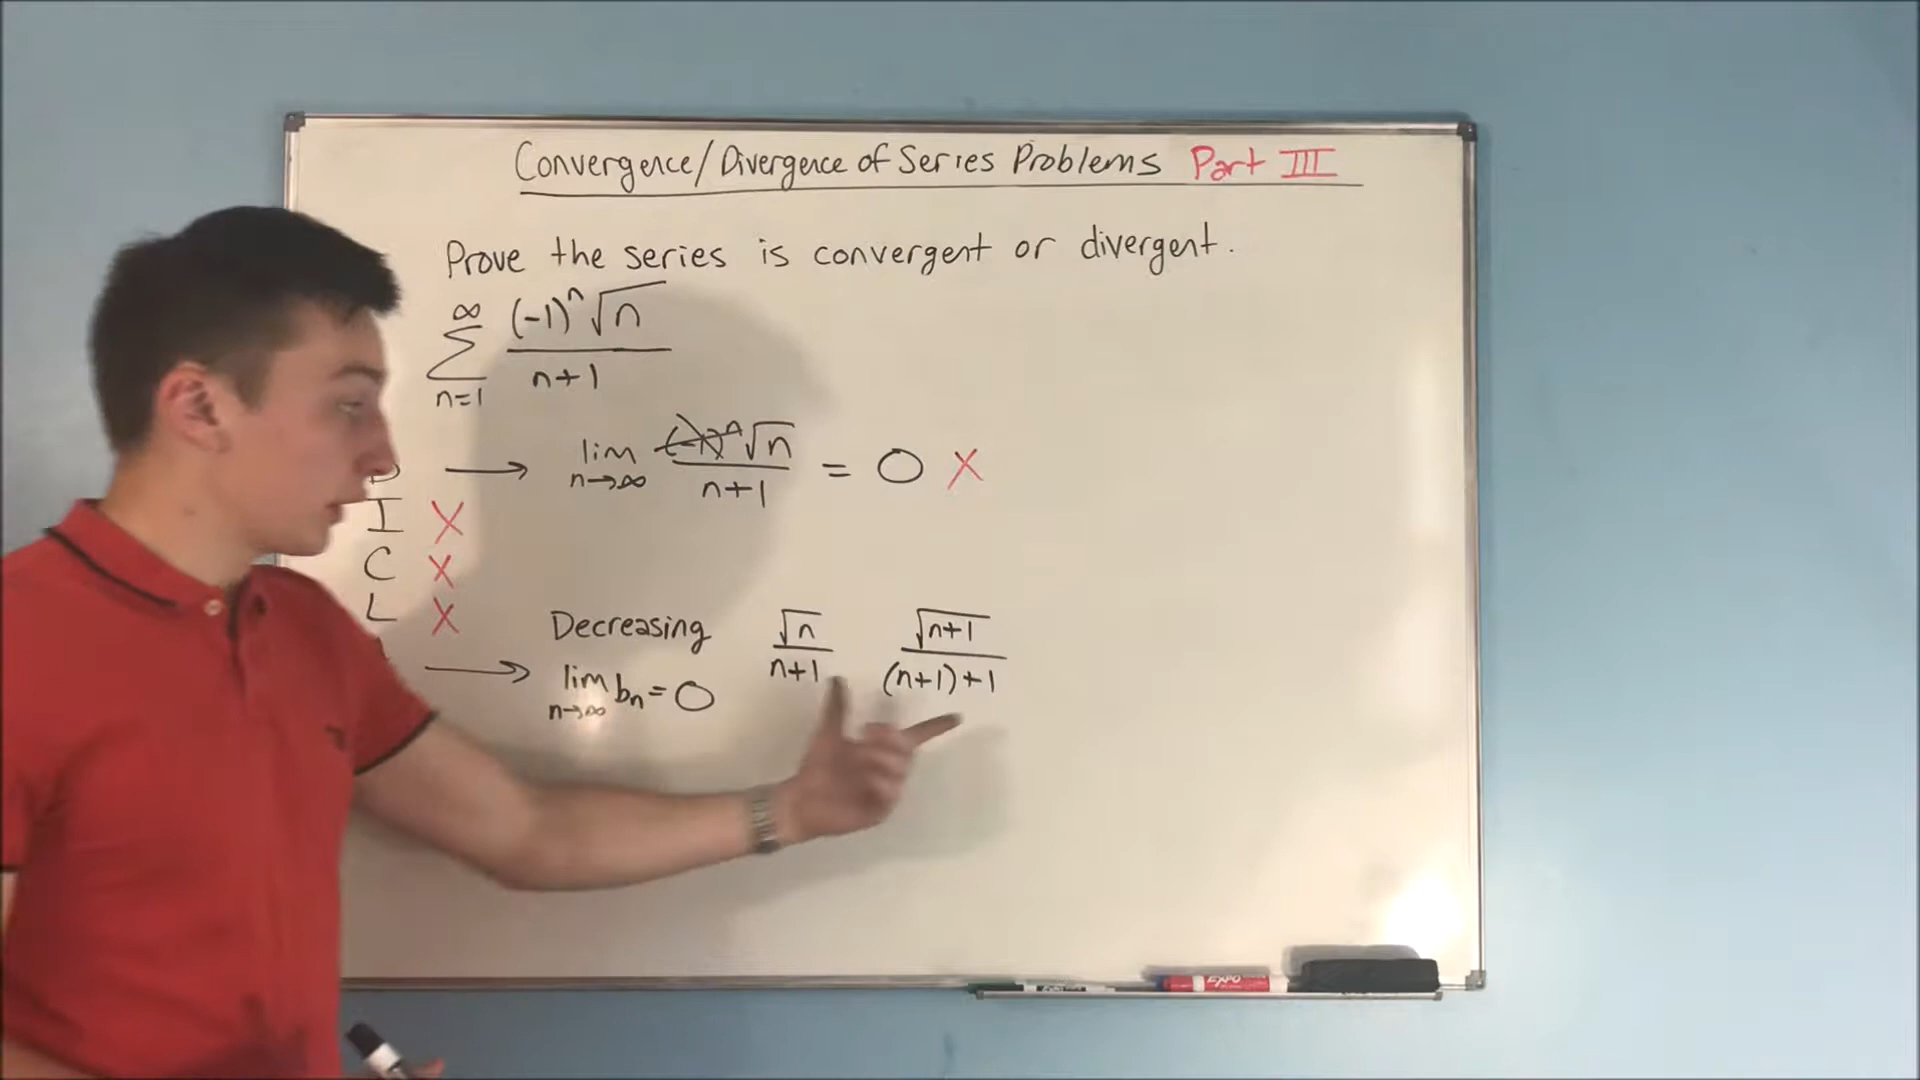 Convergence/Divergence of Series Problems Part III
Prove the series is convergent or divergent.
∞
∑ (-1)ⁿ√n / n+1
n=1
→ lim n→∞ (-1)ⁿ√n / n+1 = 0 X
I X
C X
L X
→ Decreasing √n / n+1 √n+1 / (n+1)+1
lim n→∞ bₙ = 0
EXPO